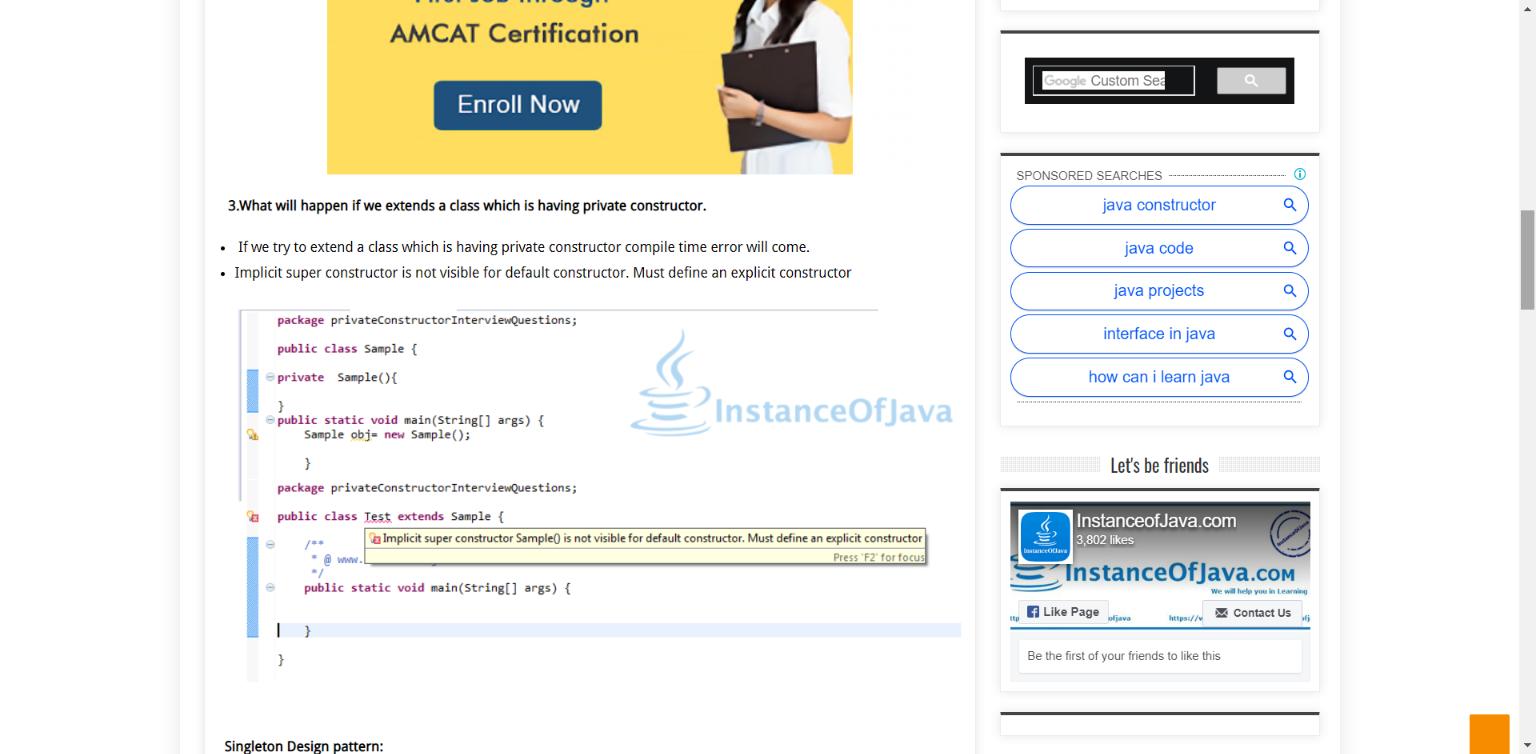 AMCAT Certification
Enroll Now
3.What will happen if we extends a class which is having private constructor.
If we try to extend a class which is having private constructor compile time error will come.
Implicit super constructor is not visible for default constructor. Must define an explicit constructor
package privateConstructorInterviewQuestions;
public class Sample {
private Sample(){
}
public static void main(String[] args) {
Sample obj= new Sample();
}
package privateConstructorInterviewQuestions;
public class Test extends Sample {
Implicit super constructor Sample() is not visible for default constructor. Must define an explicit constructor
Press 'F2' for focus
/**
* @ www.
*/
public static void main(String[] args) {
}
}
InstanceOfJava
Singleton Design pattern:
Google Custom Sea
SPONSORED SEARCHES
java constructor
java code
java projects
interface in java
how can i learn java
Let's be friends
InstanceofJava.com
3,802 likes
InstanceOfJava
InstanceOfJava.com
We will help you in Learning
Like Page
ofjava
https://v
Contact Us
Be the first of your friends to like this